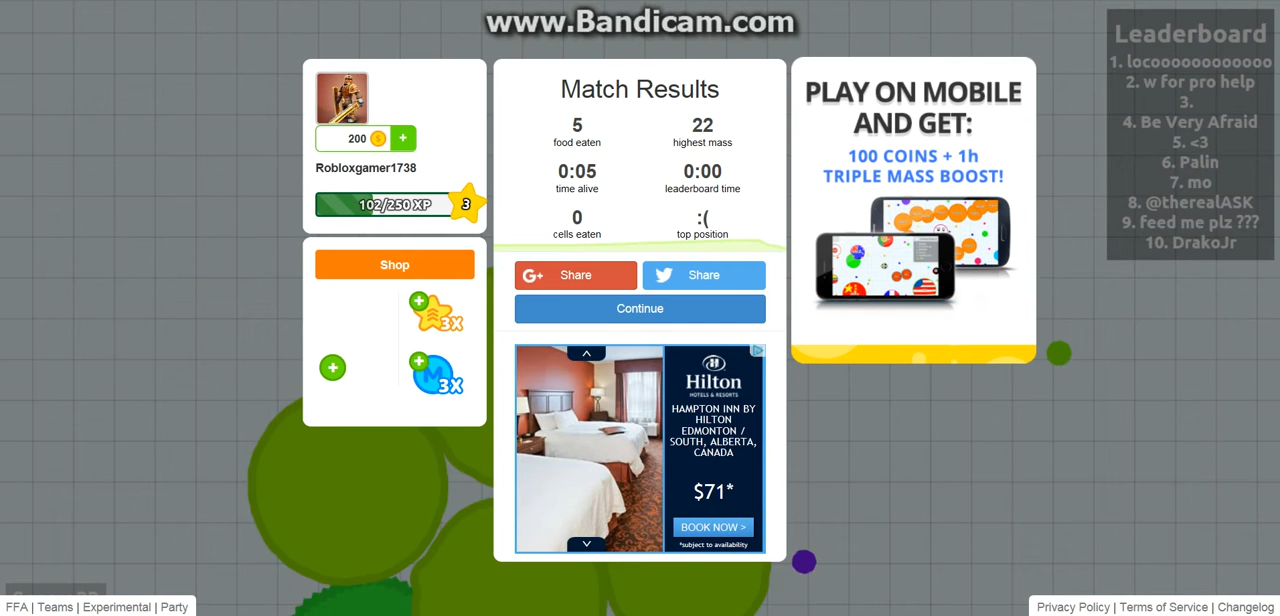 www.Bandicam.com
200
+
Robloxgamer1738
102/250 XP
3
Shop
+
3X
+
+
M
3X
Match Results
5
food eaten
22
highest mass
0:05
time alive
0:00
leaderboard time
0
cells eaten
:(
top position
G+ Share
Share
Continue
Hilton
HOTELS & RESORTS
HAMPTON INN BY
HILTON
EDMONTON /
SOUTH, ALBERTA,
CANADA
$71*
BOOK NOW >
*subject to availability
PLAY ON MOBILE
AND GET:
100 COINS + 1h
TRIPLE MASS BOOST!
Leaderboard
1. locooooooooooooo
2. w for pro help
3.
4. Be Very Afraid
5. <3
6. Palin
7. mo
8. @therealASK
9. feed me plz ???
10. DrakoJr
FFA | Teams | Experimental | Party
Privacy Policy | Terms of Service | Changelog